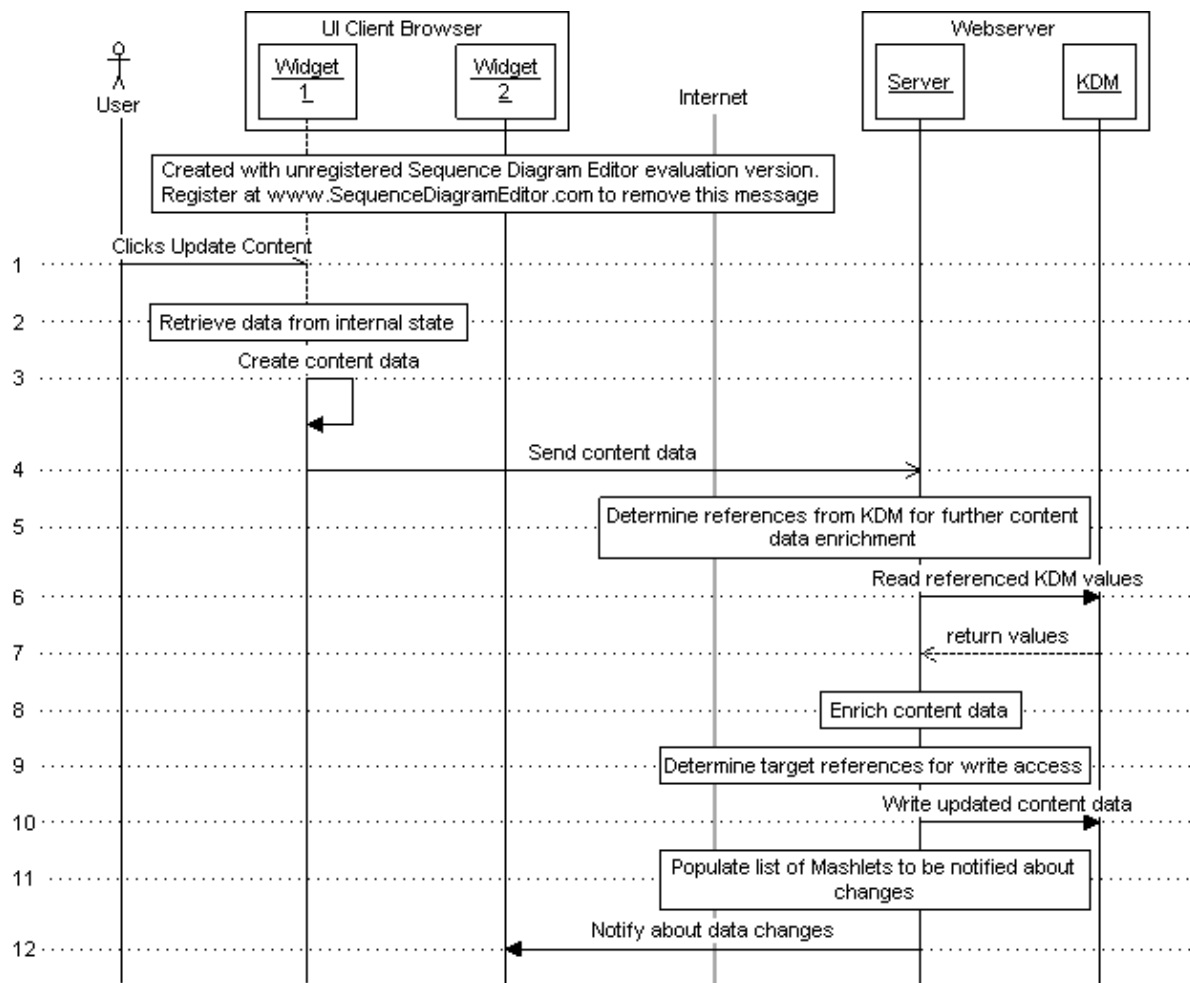 UI Client Browser
Webserver
User
Widget
1
Widget
2
Internet
Server
KDM
Created with unregistered Sequence Diagram Editor evaluation version.
Register at www.SequenceDiagramEditor.com to remove this message
Clicks Update Content
1
2
Retrieve data from internal state
Create content data
3
Send content data
4
Determine references from KDM for further content
data enrichment
5
Read referenced KDM values
6
return values
7
8
Enrich content data
9
Determine target references for write access
Write updated content data
10
Populate list of Mashlets to be notified about
changes
11
Notify about data changes
12